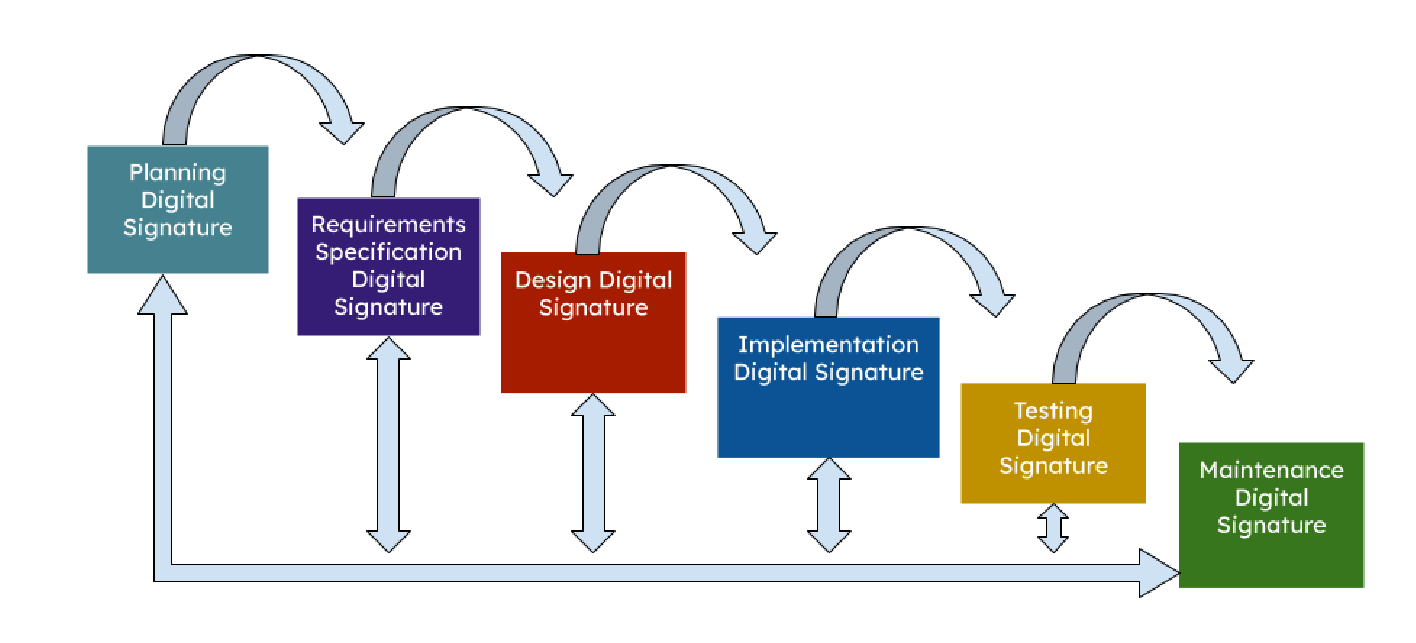 Planning
Digital
Signature
Requirements
Specification
Digital
Signature
Design Digital
Signature
Implementation
Digital Signature
Testing
Digital
Signature
Maintenance
Digital
Signature